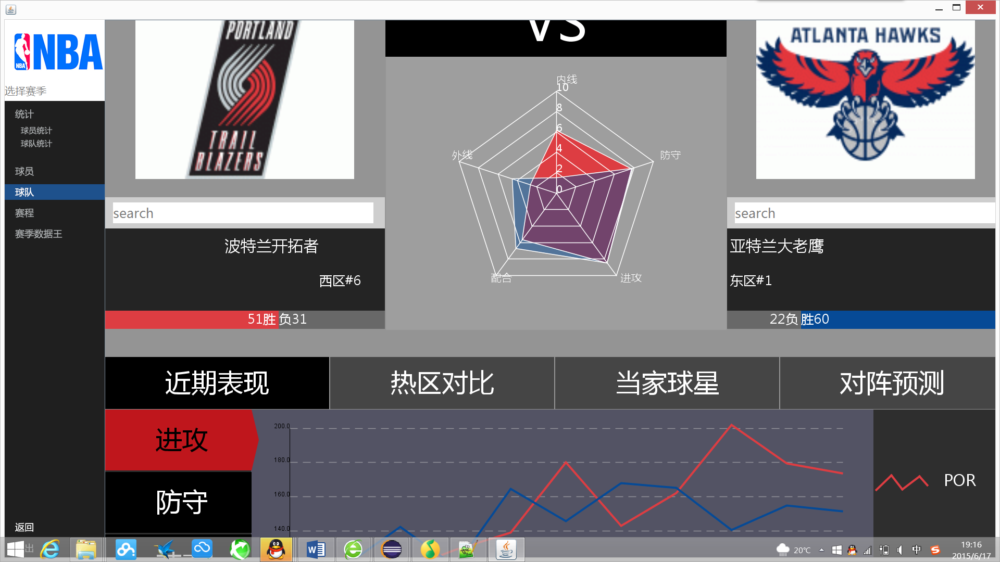 NBA
NBA
选择赛季
统计
球员统计
球队统计
球员
球队
赛程
赛季数据王
返回
PORTLAND
TRAIL
BLAZERS
search
波特兰开拓者
西区#6
51胜 负31
VS
内线
10
8
6
4
2
0
外线
防守
配合
进攻
ATLANTA HAWKS
search
亚特兰大老鹰
东区#1
22负 胜60
近期表现
热区对比
当家球星
对阵预测
进攻
防守
200.0
180.0
160.0
140.0
POR
出
20℃
中
19:16
2015/6/17